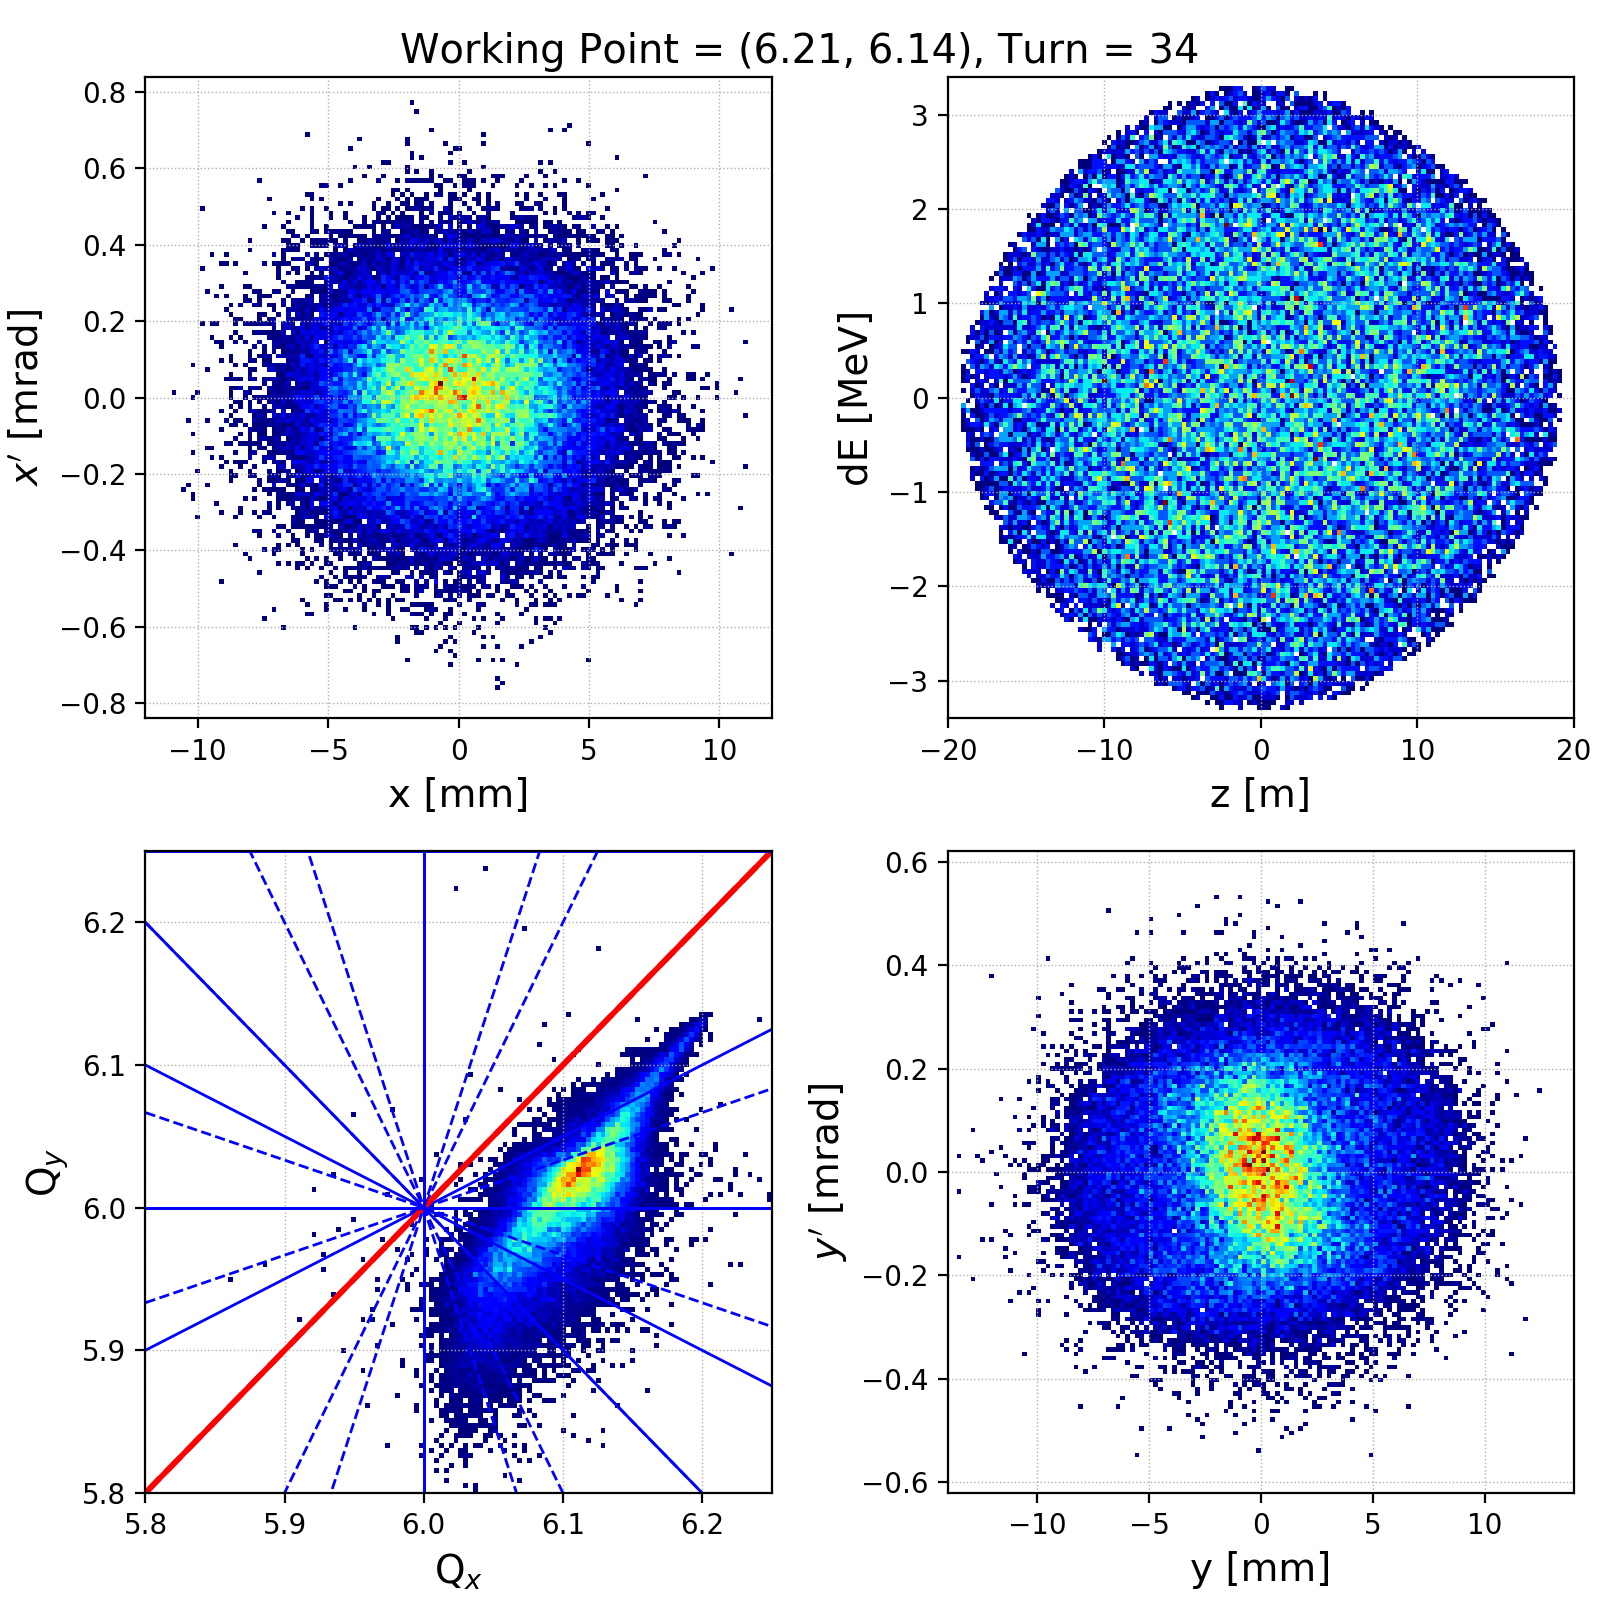 Working Point = (6.21, 6.14), Turn = 34
0.8
0.6
0.4
0.2
0.0
−0.2
−0.4
−0.6
−0.8
x′ [mrad]
−10 −5 0 5 10
x [mm]
3
2
1
0
−1
−2
−3
dE [MeV]
−20 −10 0 10 20
z [m]
6.2
6.1
6.0
5.9
5.8
Qy
5.8 5.9 6.0 6.1 6.2
Qx
0.6
0.4
0.2
0.0
−0.2
−0.4
−0.6
y′ [mrad]
−10 −5 0 5 10
y [mm]